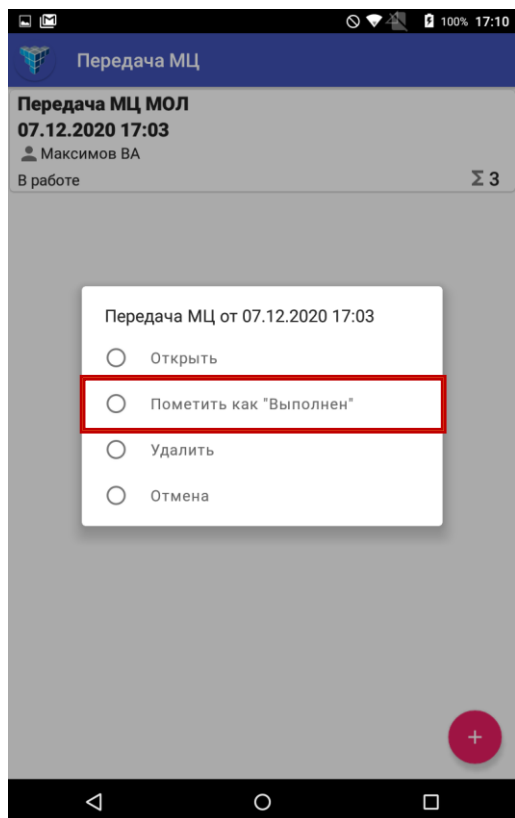 100% 17:10
Передача МЦ
Передача МЦ МОЛ
07.12.2020 17:03
Максимов ВА
В работе
Σ 3
Передача МЦ от 07.12.2020 17:03
Открыть
Пометить как "Выполнен"
Удалить
Отмена
+